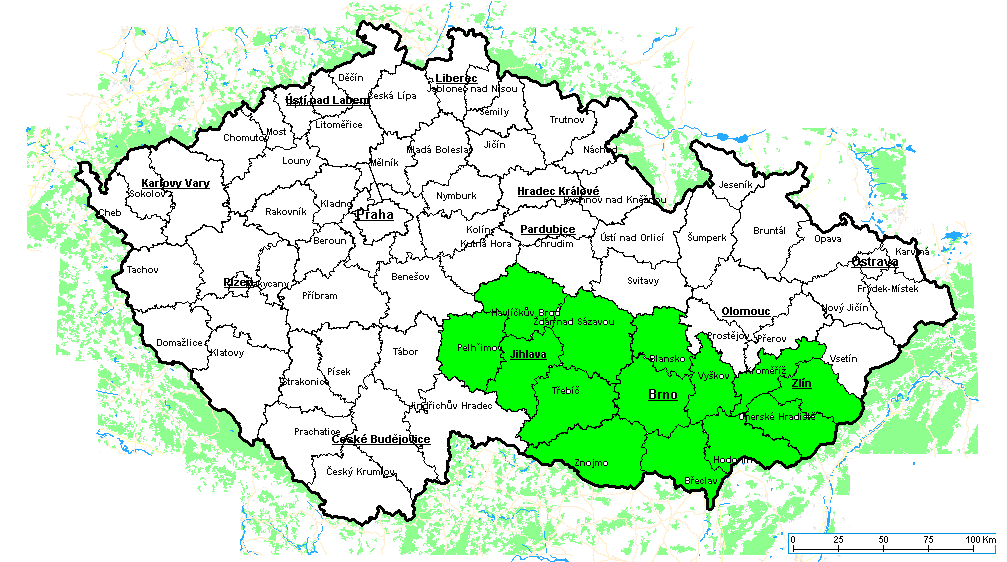 Děčín
Liberec
Jablonec nad Nisou
Ústí nad Labem
Česká Lípa
Semily
Trutnov
Chomutov
Most
Litoměřice
Mladá Boleslav
Jičín
Náchod
Louny
Mělník
Karlovy Vary
Sokolov
Jeseník
Hradec Králové
Rychnov nad Kněžnou
Nymburk
Kladno
Cheb
Rakovník
Praha
Kolín
Pardubice
Beroun
Kutná Hora
Chrudim
Ústí nad Orlicí
Šumperk
Bruntál
Opava
Karviná
Ostrava
Tachov
Plzeň
Rokycany
Benešov
Svitavy
Frýdek-Místek
Příbram
Nový Jičín
Havlíčkův Brod
Žďár nad Sázavou
Olomouc
Prostějov
Přerov
Domažlice
Klatovy
Tábor
Pelhřimov
Jihlava
Blansko
Vsetín
Písek
Strakonice
Vyškov
Kroměříž
Zlín
Třebíč
Brno
Jindřichův Hradec
Uherské Hradiště
Prachatice
České Budějovice
Český Krumlov
Znojmo
Hodonín
Břeclav
0 25 50 75 100 Km